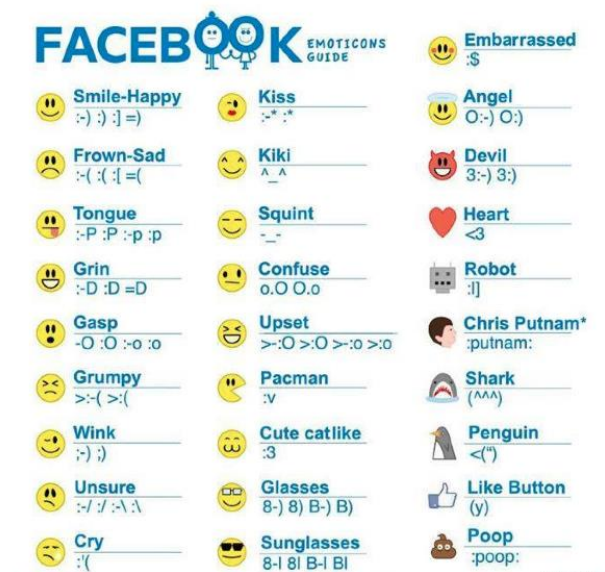 FACEBOOK EMOTICONS
GUIDE
Smile-Happy
:-) :) :] =)
Frown-Sad
:-( :( :[ =(
Tongue
:-P :P :-p :p
Grin
:-D :D =D
Gasp
-O :O :-o :o
Grumpy
>:-( >:(
Wink
;-) ;)
Unsure
:-/ :/ :-\ :\
Cry
:'(
Kiss
:-* :*
Kiki
^_^
Squint
-_-
Confuse
o.O O.o
Upset
>-:O >:O >-:o >:o
Pacman
:v
Cute catlike
:3
Glasses
8-) 8) B-) B)
Sunglasses
8-I 8I B-I BI
Embarrassed
:$
Angel
O:-) O:)
Devil
3:-) 3:)
Heart
<3
Robot
:I]
Chris Putnam*
:putnam:
Shark
(^^^)
Penguin
<(")
Like Button
(y)
Poop
:poop: